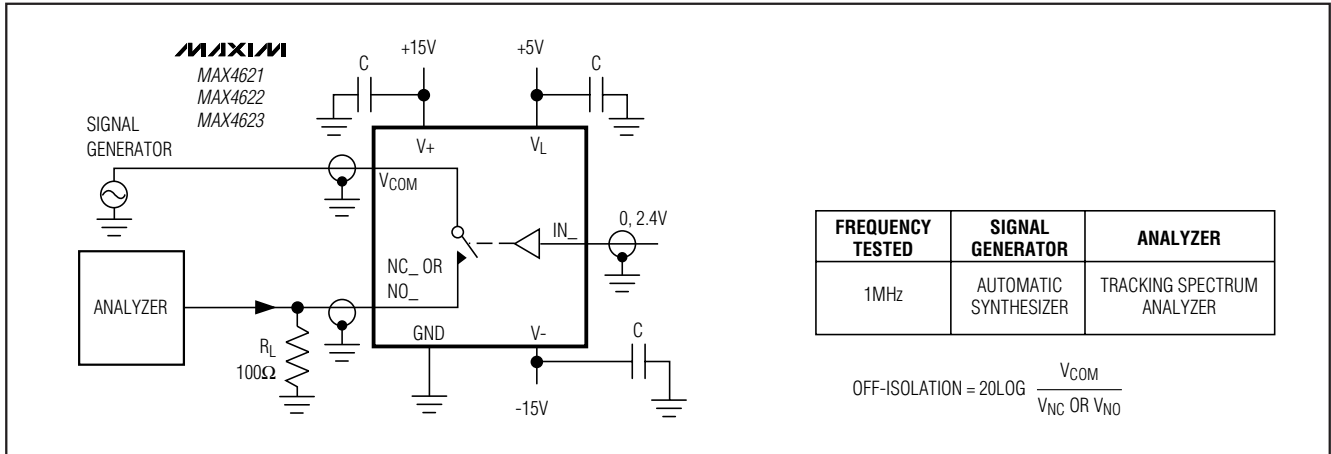 MAXIM
MAX4621
MAX4622
MAX4623
+15V
+5V
C
C
SIGNAL
GENERATOR
V+
VL
VCOM
IN_
0, 2.4V
NC_ OR
NO_
ANALYZER
GND
V-
C
RL
100Ω
-15V
FREQUENCY
TESTED
SIGNAL
GENERATOR
ANALYZER
1MHz
AUTOMATIC
SYNTHESIZER
TRACKING SPECTRUM
ANALYZER
OFF-ISOLATION = 20LOG
VCOM
VNC OR VNO